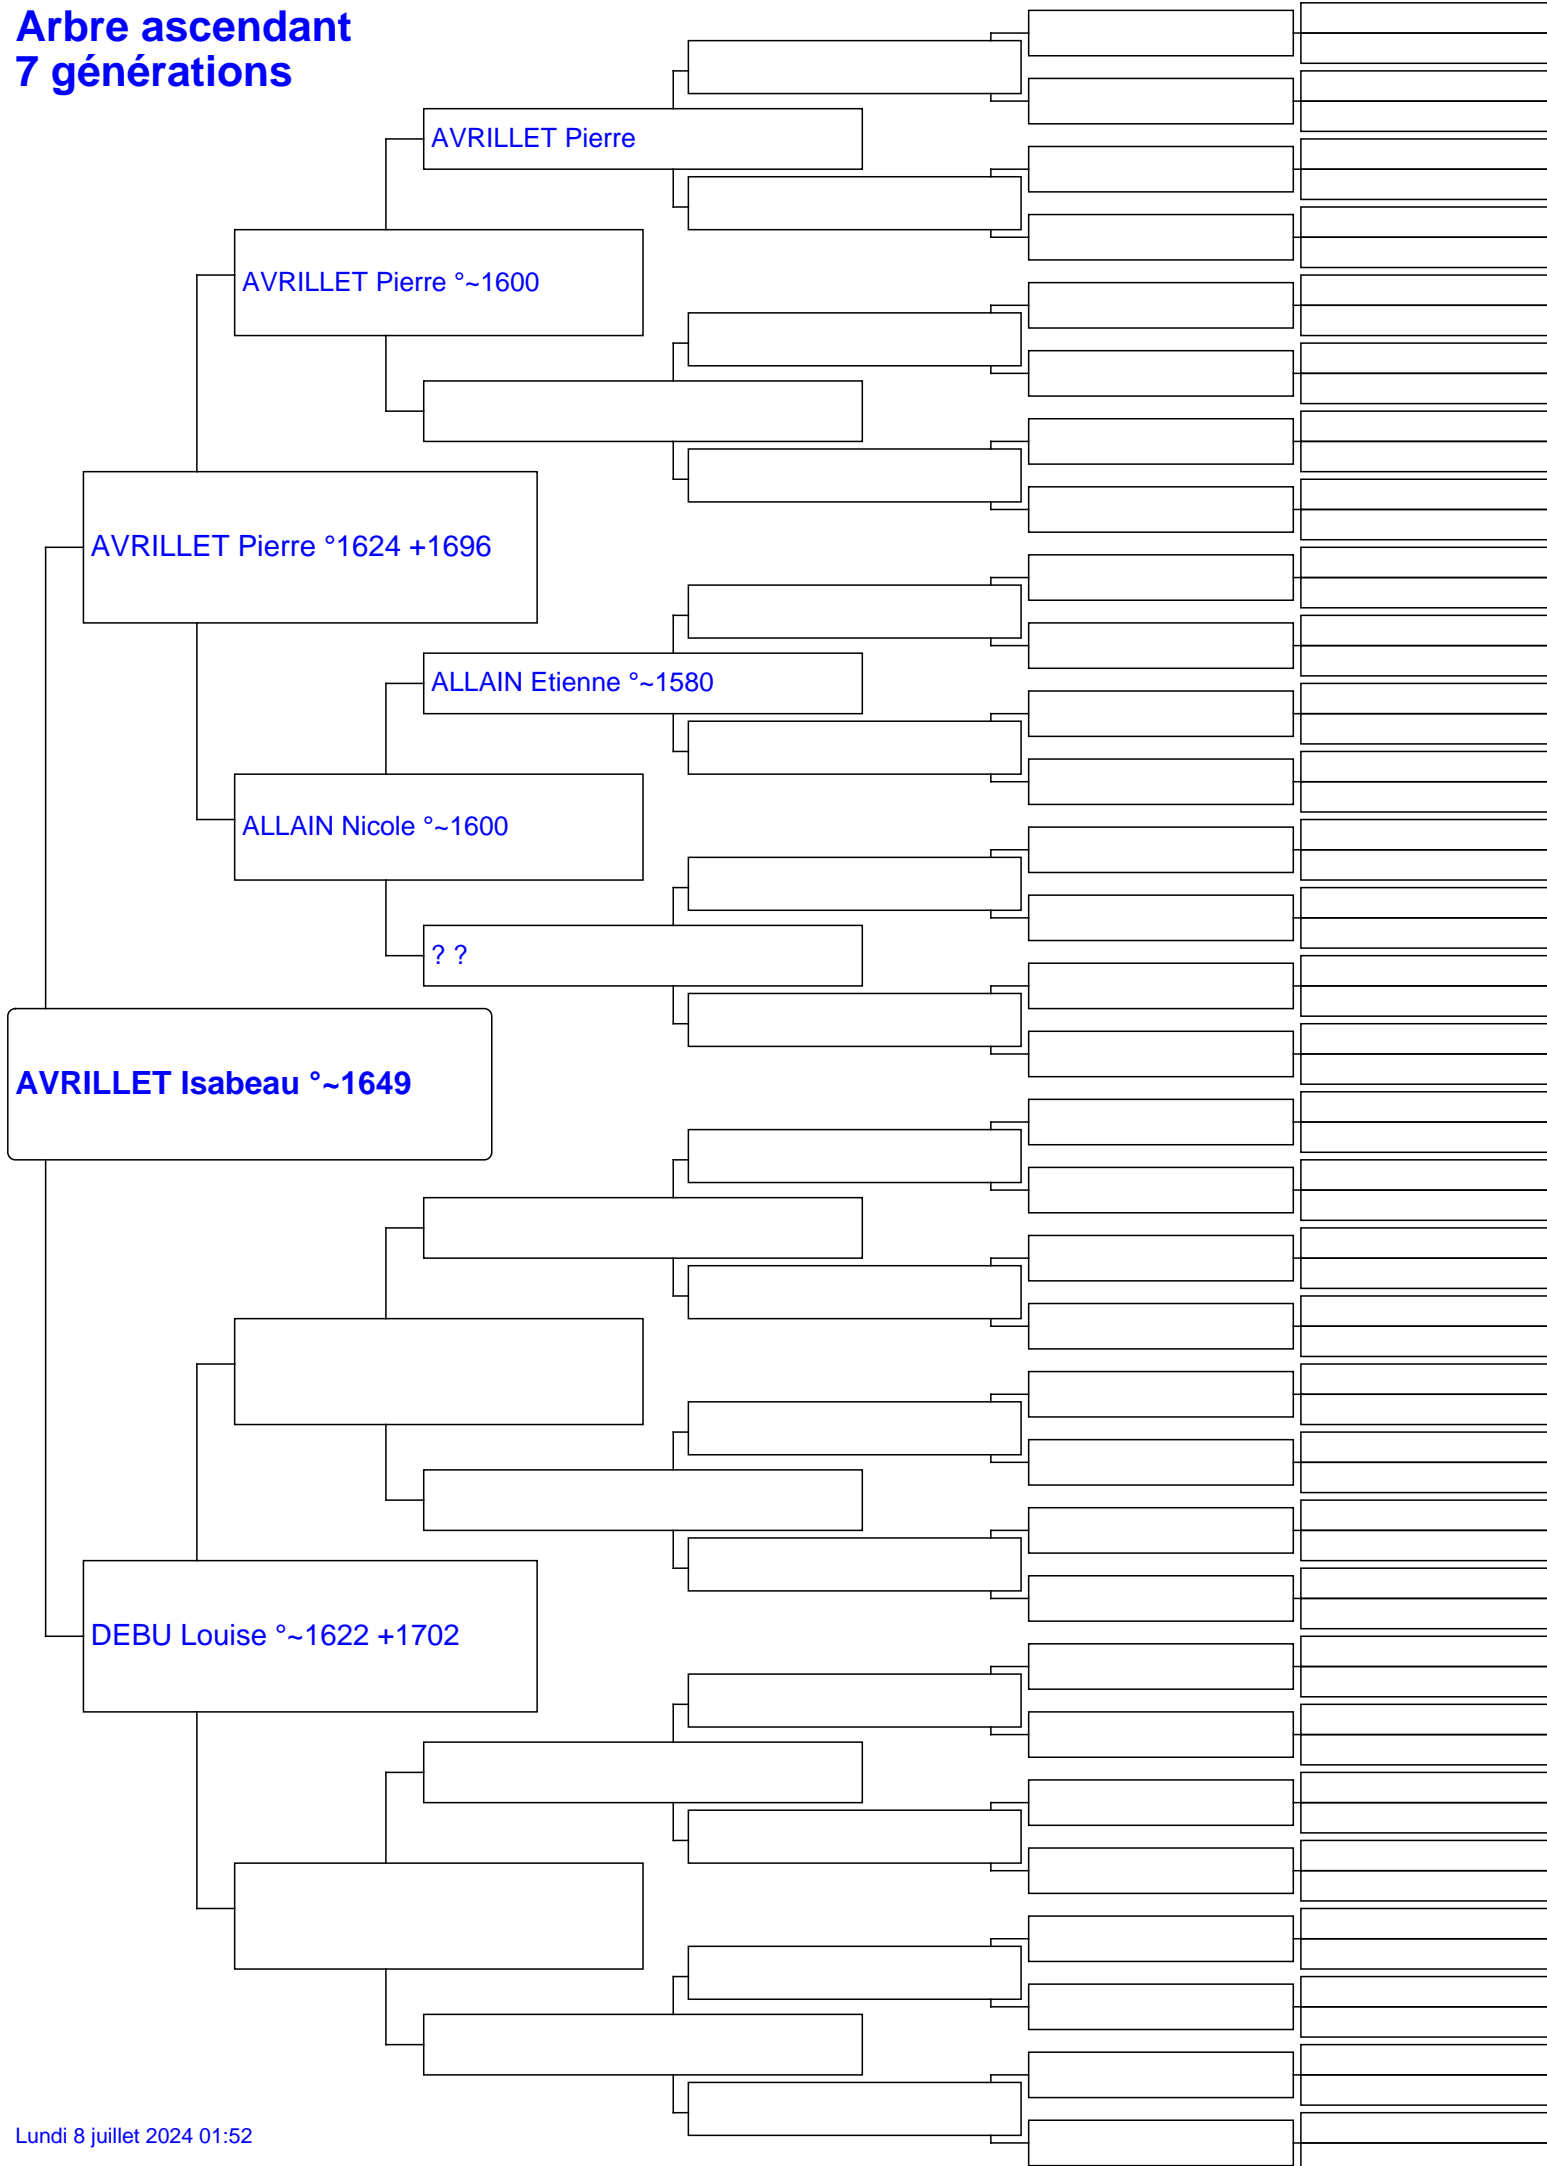 Arbre ascendant
7 générations
AVRILLET Pierre
AVRILLET Pierre °~1600
AVRILLET Pierre °1624 +1696
ALLAIN Etienne °~1580
ALLAIN Nicole °~1600
? ?
AVRILLET Isabeau °~1649
DEBU Louise °~1622 +1702
Lundi 8 juillet 2024 01:52